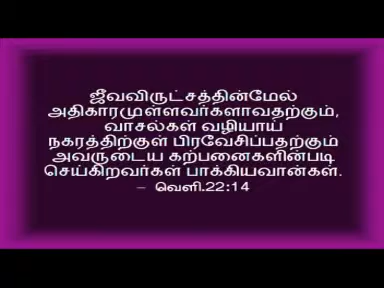 ஜீவவிருட்சத்தின்மேல்
அதிகாரமுள்ளவர்களாவதற்கும்,
வாசல்கள் வழியாய்
நகரத்திற்குள் பிரவேசிப்பதற்கும்
அவருடைய கற்பனைகளின்படி
செய்கிறவர்கள் பாக்கியவான்கள்.
– வெளி.22:14